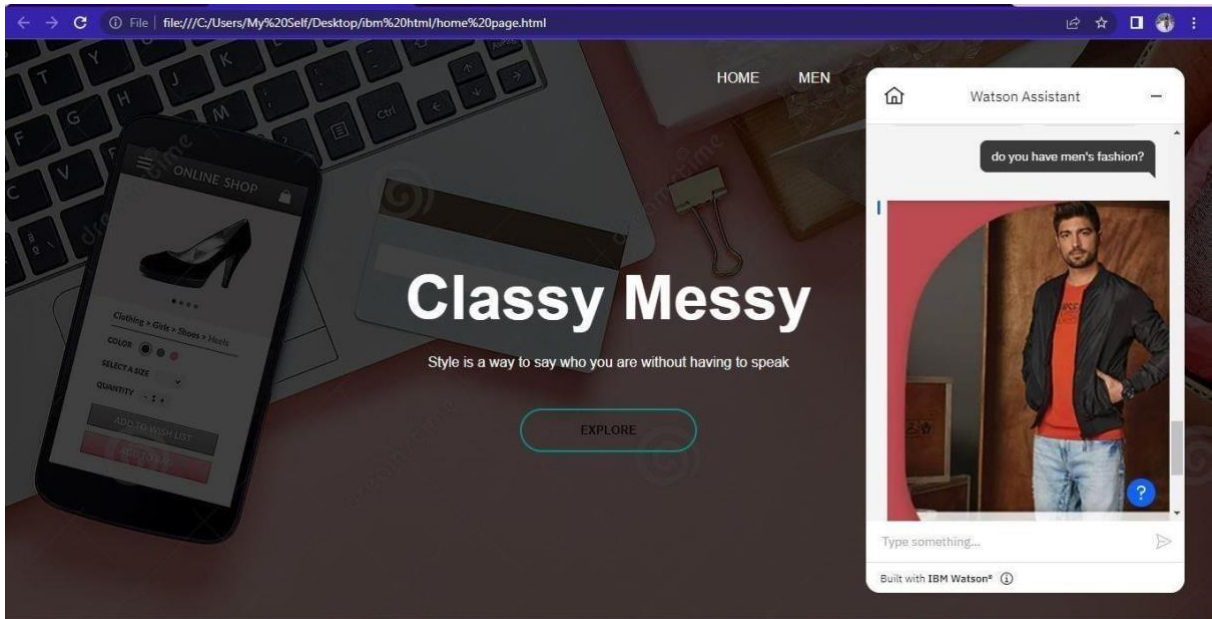 File | file:///C:/Users/My%20Self/Desktop/ibm%20html/home%20page.html
HOME MEN
Watson Assistant
do you have men's fashion?
ONLINE SHOP
Clothing > Girls > Shoes > Heels
COLOR
SELECT A SIZE
QUANTITY - 1 +
ADD TO WISH LIST
Classy Messy
Style is a way to say who you are without having to speak
EXPLORE
?
Type something...
Built with IBM Watson®